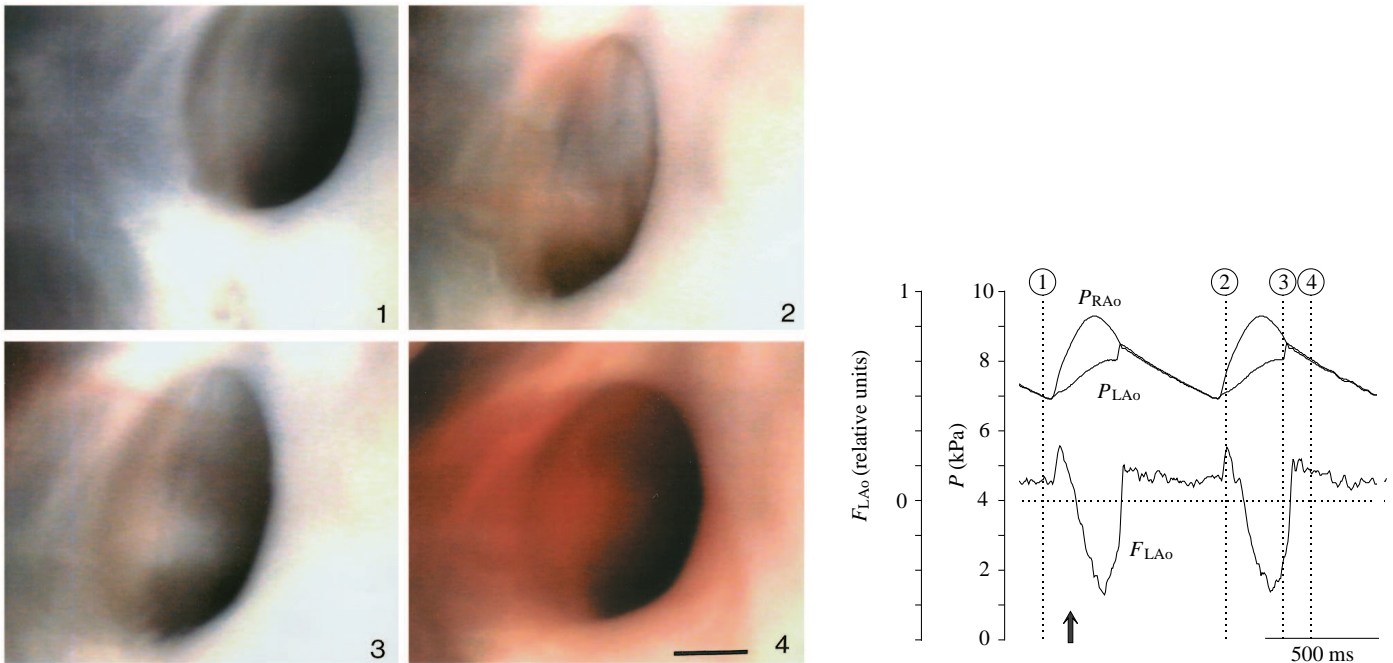 1
2
3
4
1
0
F_LAo (relative units)
10
8
6
4
2
0
P (kPa)
① ② ③ ④
P_RAo
P_LAo
F_LAo
500 ms